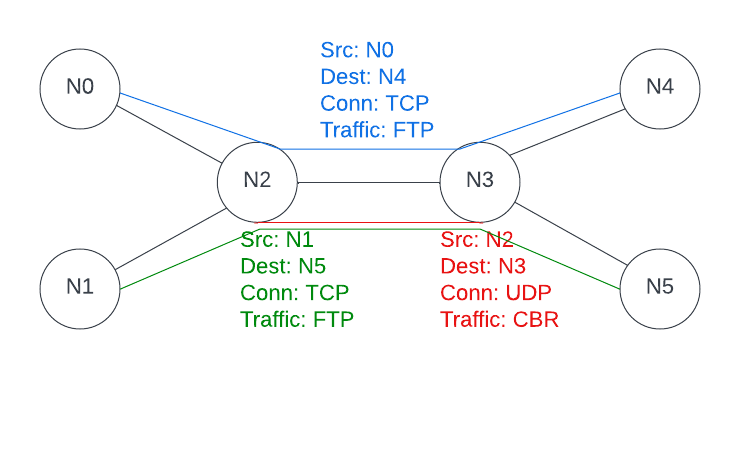 Src: N0
Dest: N4
Conn: TCP
Traffic: FTP
N0
N4
N2
N3
Src: N1
Dest: N5
Conn: TCP
Traffic: FTP
Src: N2
Dest: N3
Conn: UDP
Traffic: CBR
N1
N5